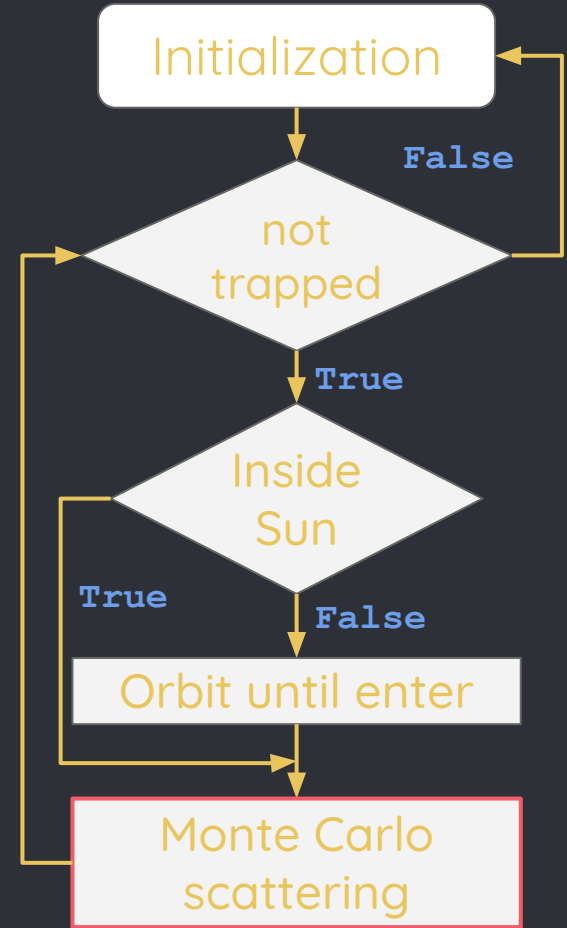 Initialization
False
not
trapped
True
Inside
Sun
True
False
Orbit until enter
Monte Carlo
scattering